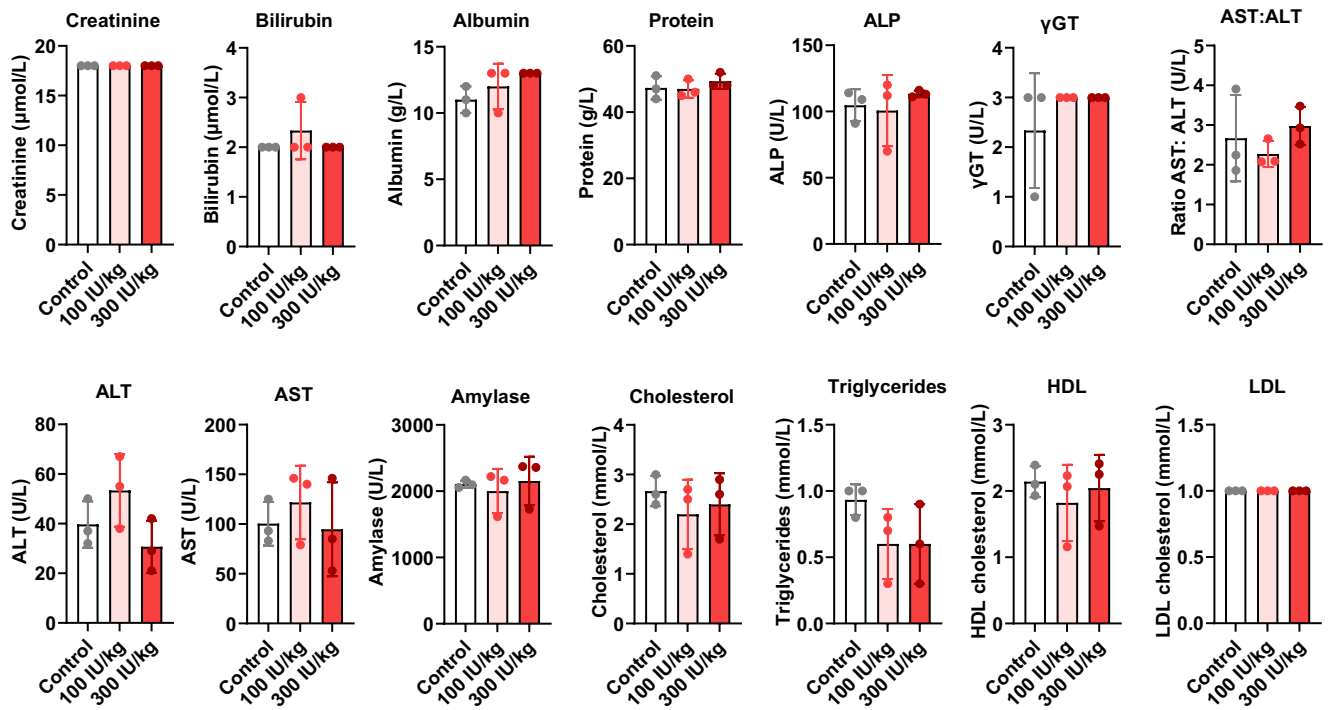 Creatinine
Creatinine (µmol/L)
20
15
10
5
0
Control
100 IU/kg
300 IU/kg
Bilirubin
Bilirubin (µmol/L)
4
3
2
1
0
Control
100 IU/kg
300 IU/kg
Albumin
Albumin (g/L)
15
10
5
0
Control
100 IU/kg
300 IU/kg
Protein
Protein (g/L)
60
40
20
0
Control
100 IU/kg
300 IU/kg
ALP
ALP (U/L)
150
100
50
0
Control
100 IU/kg
300 IU/kg
γGT
γGT (U/L)
4
3
2
1
0
Control
100 IU/kg
300 IU/kg
AST:ALT
Ratio AST: ALT (U/L)
5
4
3
2
1
0
Control
100 IU/kg
300 IU/kg
ALT
ALT (U/L)
80
60
40
20
0
Control
100 IU/kg
300 IU/kg
AST
AST (U/L)
200
150
100
50
0
Control
100 IU/kg
300 IU/kg
Amylase
Amylase (U/L)
3000
2000
1000
0
Control
100 IU/kg
300 IU/kg
Cholesterol
Cholesterol (mmol/L)
4
3
2
1
0
Control
100 IU/kg
300 IU/kg
Triglycerides
Triglycerides (mmol/L)
1.5
1.0
0.5
0.0
Control
100 IU/kg
300 IU/kg
HDL
HDL cholesterol (mmol/L)
3
2
1
0
Control
100 IU/kg
300 IU/kg
LDL
LDL cholesterol (mmol/L)
1.5
1.0
0.5
0.0
Control
100 IU/kg
300 IU/kg